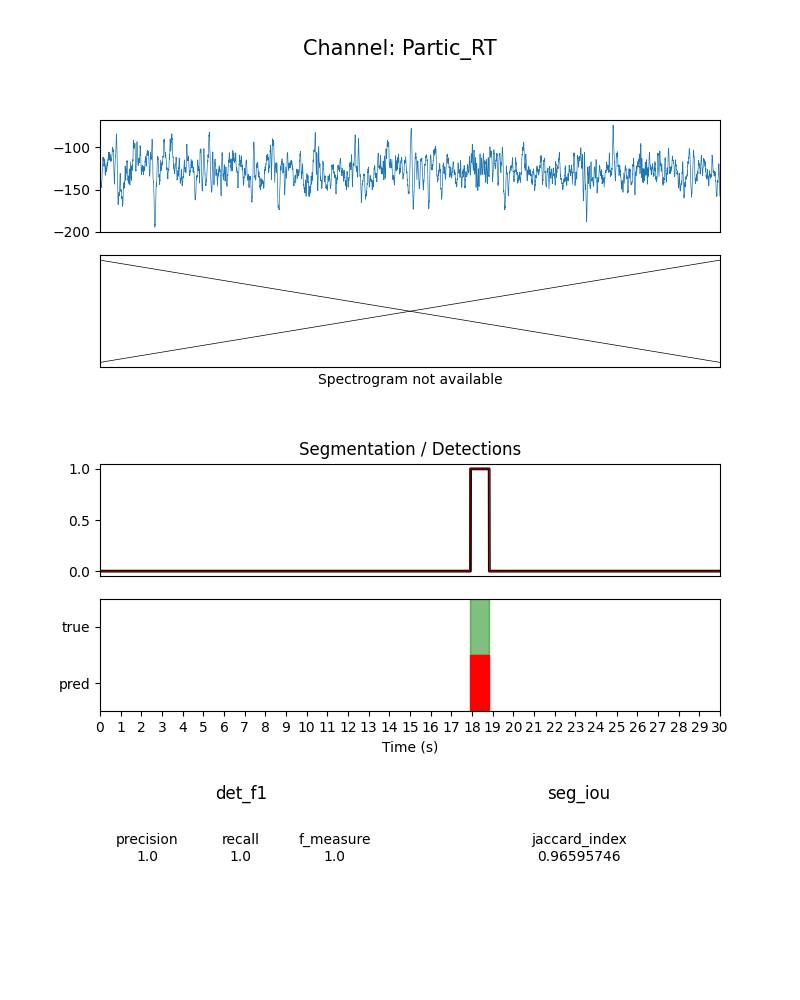 Channel: Partic_RT
−100
−150
−200
Spectrogram not available
Segmentation / Detections
1.0
0.5
0.0
true
pred
0 1 2 3 4 5 6 7 8 9 10 11 12 13 14 15 16 17 18 19 20 21 22 23 24 25 26 27 28 29 30
Time (s)
det_f1 seg_iou
precision recall f_measure jaccard_index
1.0 1.0 1.0 0.96595746